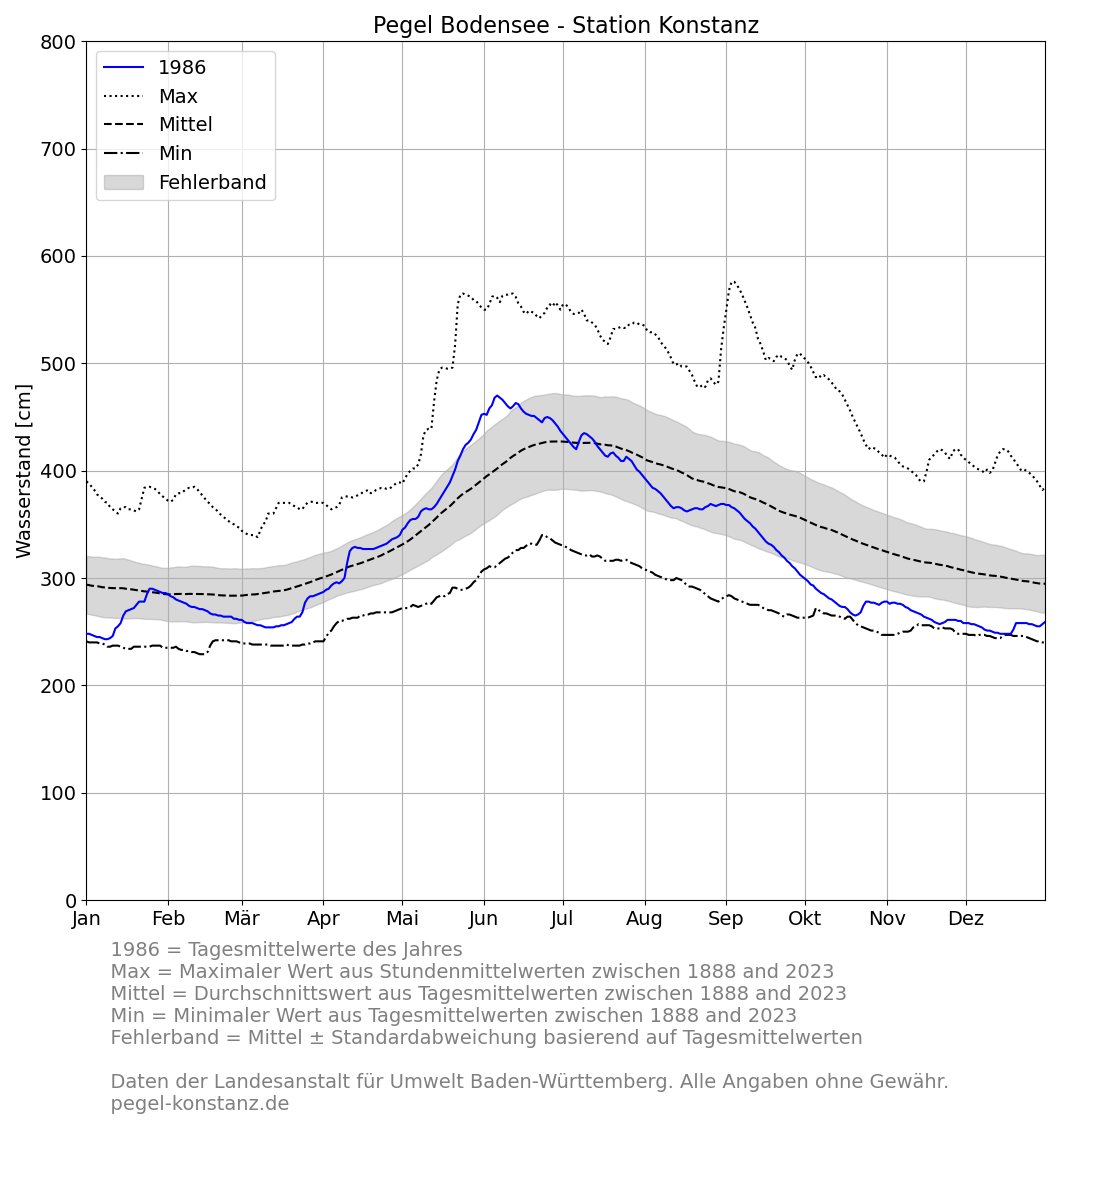 Pegel Bodensee - Station Konstanz
800
700
600
500
400
300
200
100
0
Wasserstand [cm]
1986
Max
Mittel
Min
Fehlerband
Jan Feb Mär Apr Mai Jun Jul Aug Sep Okt Nov Dez
1986 = Tagesmittelwerte des Jahres
Max = Maximaler Wert aus Stundenmittelwerten zwischen 1888 and 2023
Mittel = Durchschnittswert aus Tagesmittelwerten zwischen 1888 and 2023
Min = Minimaler Wert aus Tagesmittelwerten zwischen 1888 and 2023
Fehlerband = Mittel ± Standardabweichung basierend auf Tagesmittelwerten
Daten der Landesanstalt für Umwelt Baden-Württemberg. Alle Angaben ohne Gewähr.
pegel-konstanz.de